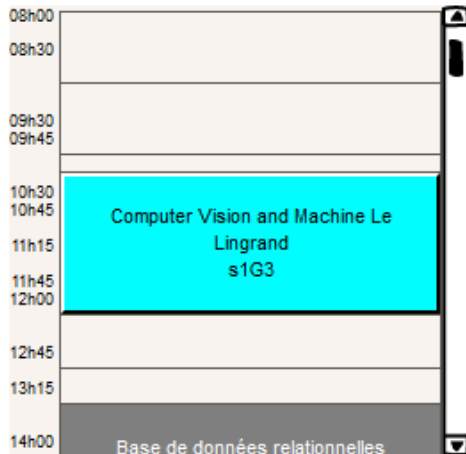 08h00
08h30
09h30
09h45
10h30
10h45
11h15
11h45
12h00
12h45
13h15
14h00
Computer Vision and Machine Le
Lingrand
s1G3
Base de données relationnelles